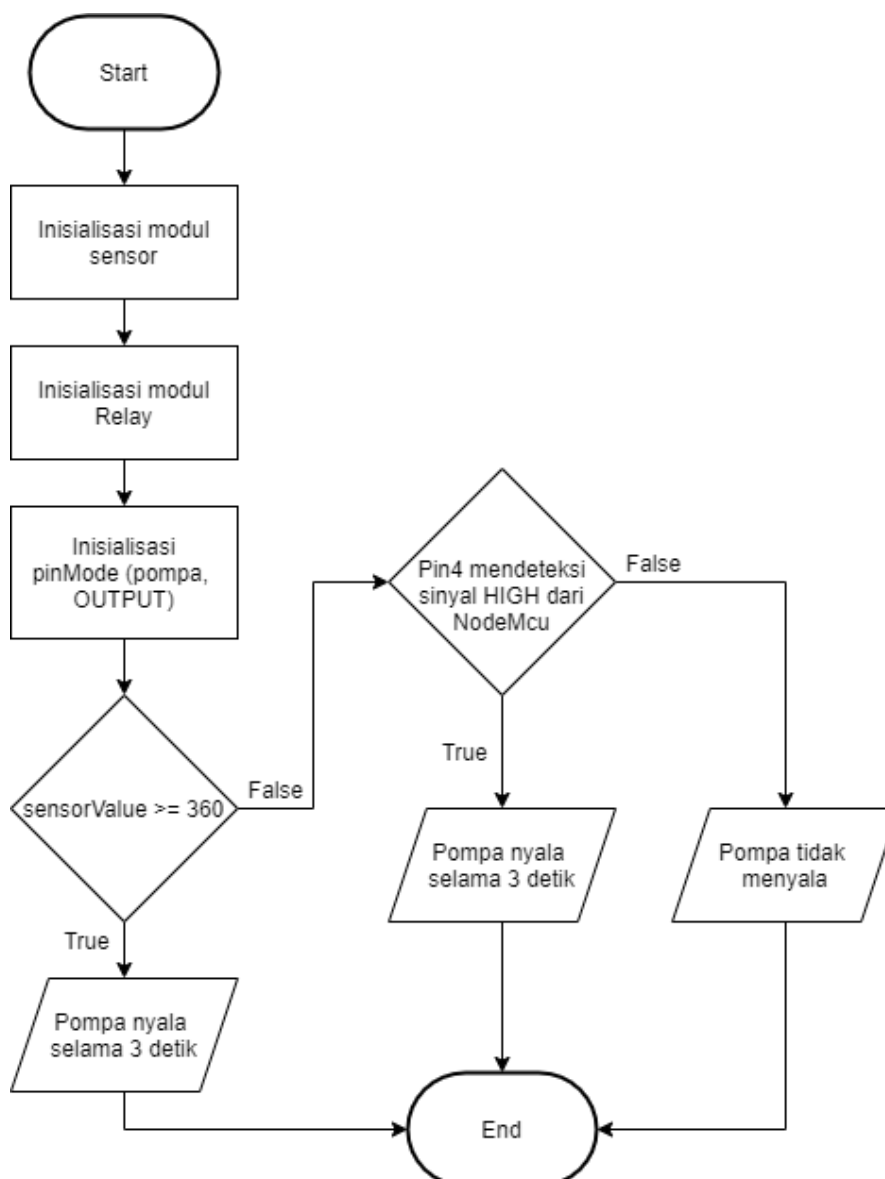 Start
Inisialisasi modul
sensor
Inisialisasi modul
Relay
Inisialisasi
pinMode (pompa,
OUTPUT)
sensorValue >= 360
False
True
Pompa nyala
selama 3 detik
Pin4 mendeteksi
sinyal HIGH dari
NodeMcu
False
True
Pompa nyala
selama 3 detik
Pompa tidak
menyala
End